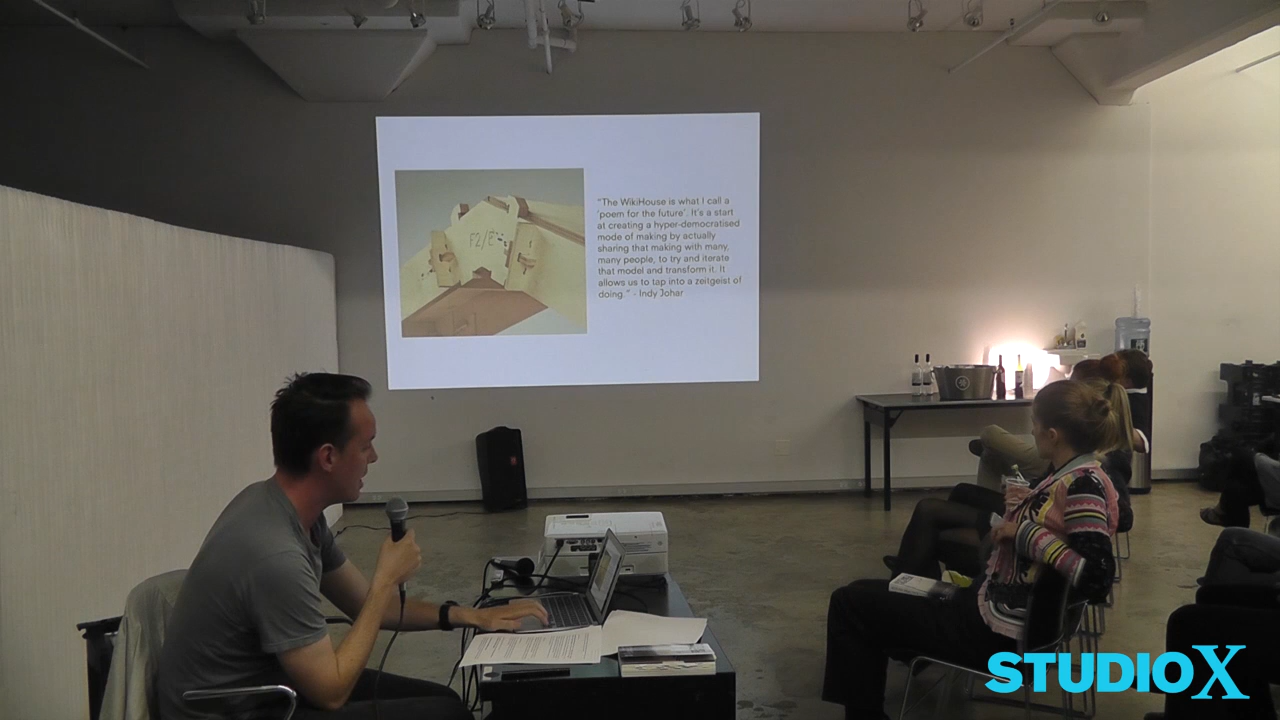 F2/E
"The WikiHouse is what I call a
'poem for the future'. It's a start
at creating a hyper-democratised
mode of making by actually
sharing that making with many,
many people, to try and iterate
that model and transform it. It
allows us to tap into a zeitgeist of
doing." - Indy Johar
STUDIOX